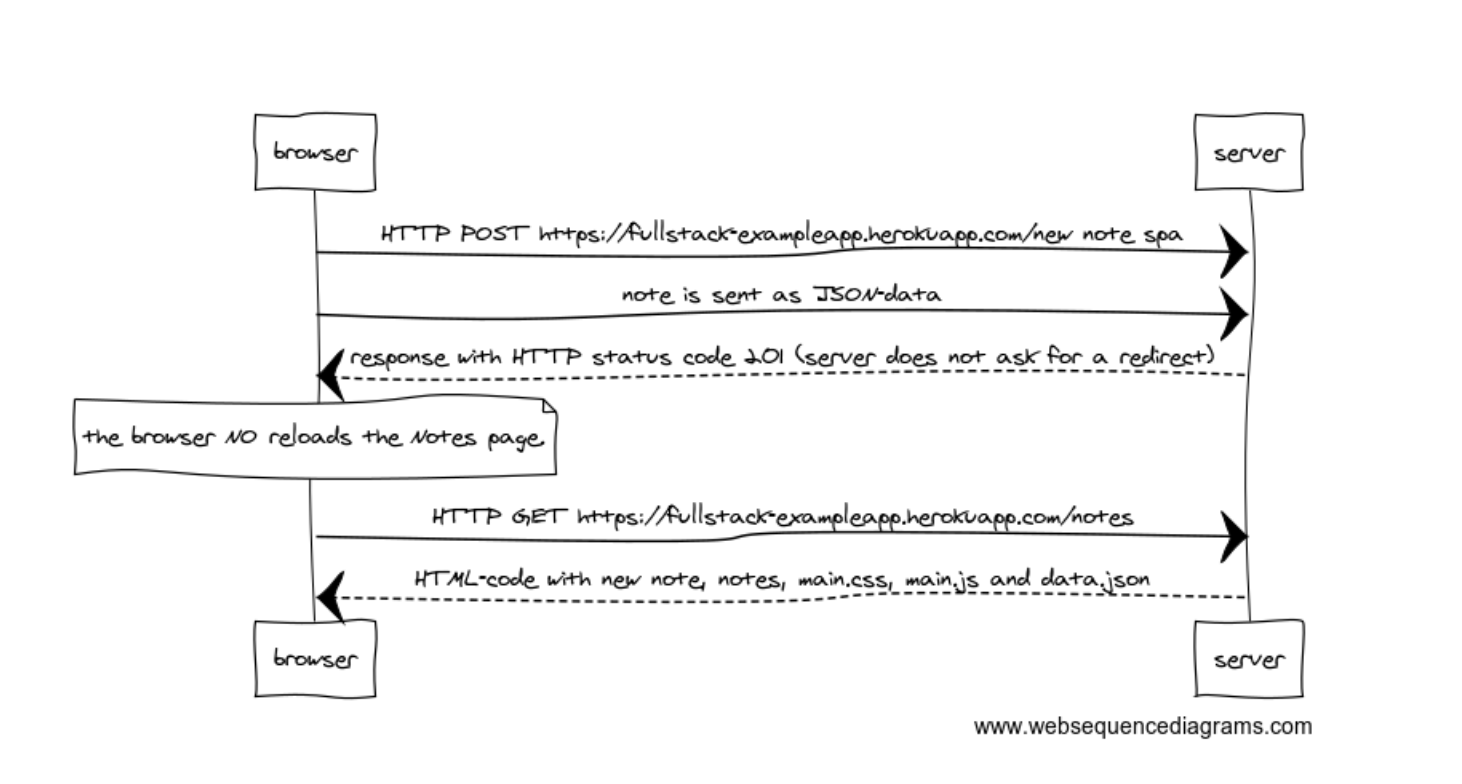 browser
server
HTTP POST https://fullstack-exampleapp.herokuapp.com/new note spa
note is sent as JSON-data
response with HTTP status code 201 (server does not ask for a redirect)
the browser NO reloads the Notes page.
HTTP GET https://fullstack-exampleapp.herokuapp.com/notes
HTML-code with new note, notes, main.css, main.js and data.json
browser
server
www.websequencediagrams.com